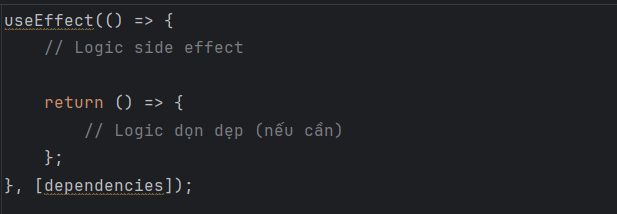 useEffect(() => {
// Logic side effect
return () => {
// Logic dọn dẹp (nếu cần)
};
}, [dependencies]);